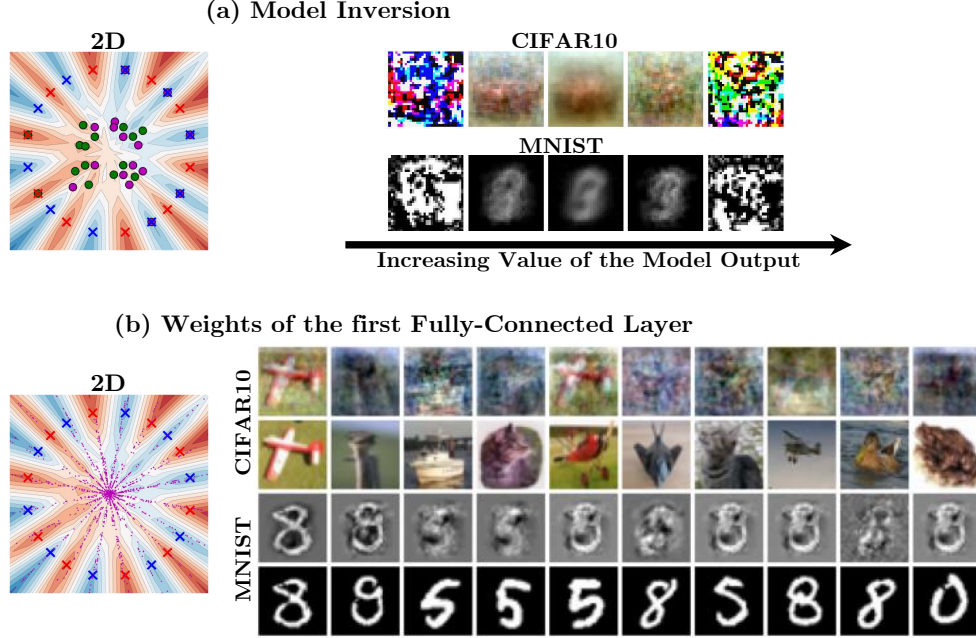 (a) Model Inversion
2D
CIFAR10
MNIST
Increasing Value of the Model Output
(b) Weights of the first Fully-Connected Layer
2D
CIFAR10
MNIST